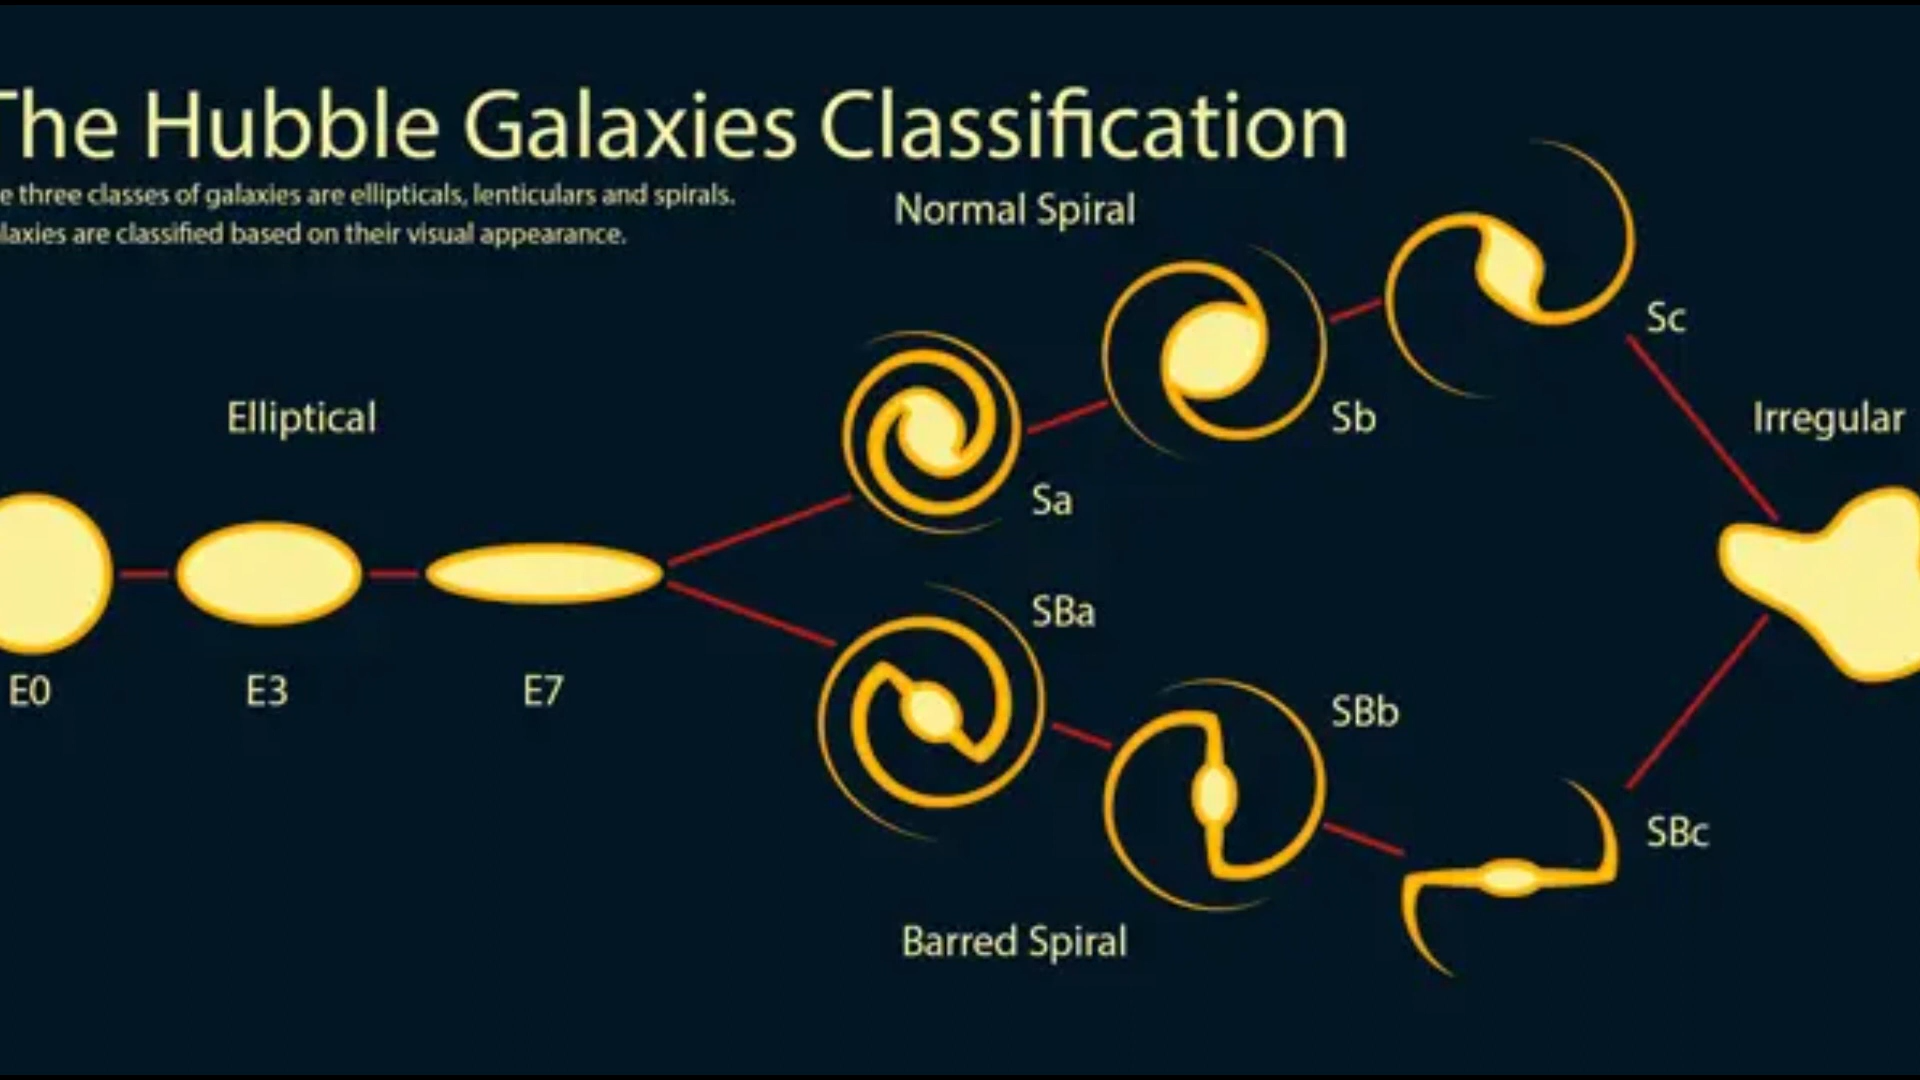 The Hubble Galaxies Classification
e three classes of galaxies are ellipticals, lenticulars and spirals.
laxies are classified based on their visual appearance.
Normal Spiral
Sc
Elliptical
Sb
Irregular
Sa
SBa
E0
E3
E7
SBb
SBc
Barred Spiral